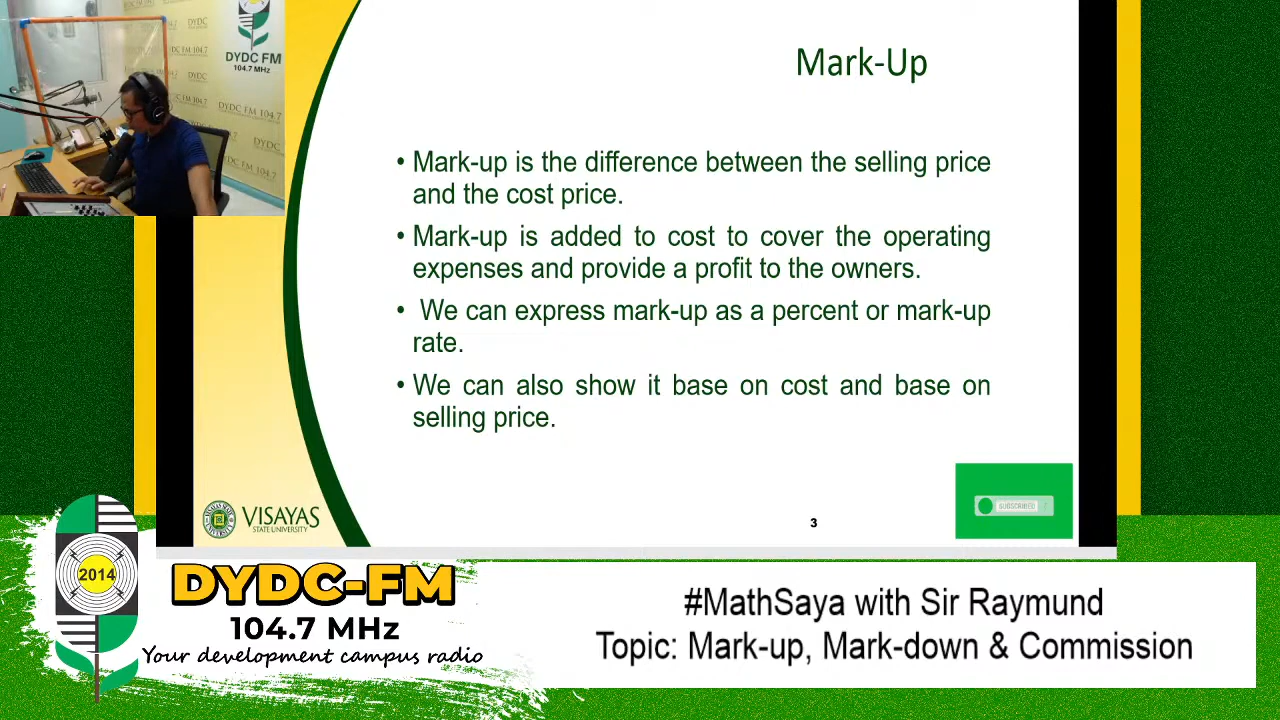 DYDC FM
104.7 MHz
DYDC FM 104.7
Mark-Up
• Mark-up is the difference between the selling price
and the cost price.
• Mark-up is added to cost to cover the operating
expenses and provide a profit to the owners.
• We can express mark-up as a percent or mark-up
rate.
• We can also show it base on cost and base on
selling price.
VISAYAS
STATE UNIVERSITY
3
SUBSCRIBED
2014
DYDC-FM
104.7 MHz
Your development campus radio
#MathSaya with Sir Raymund
Topic: Mark-up, Mark-down & Commission